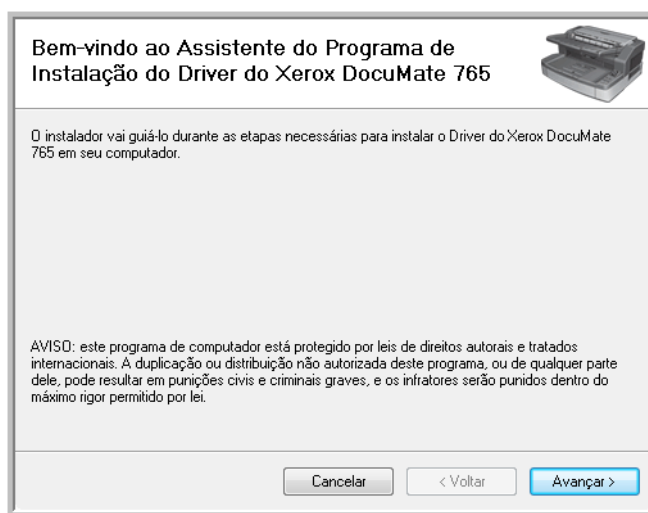 Bem-vindo ao Assistente do Programa de
Instalação do Driver do Xerox DocuMate 765
O instalador vai guiá-lo durante as etapas necessárias para instalar o Driver do Xerox DocuMate
765 em seu computador.
AVISO: este programa de computador está protegido por leis de direitos autorais e tratados
internacionais. A duplicação ou distribuição não autorizada deste programa, ou de qualquer parte
dele, pode resultar em punições civis e criminais graves, e os infratores serão punidos dentro do
máximo rigor permitido por lei.
Cancelar
< Voltar
Avançar >